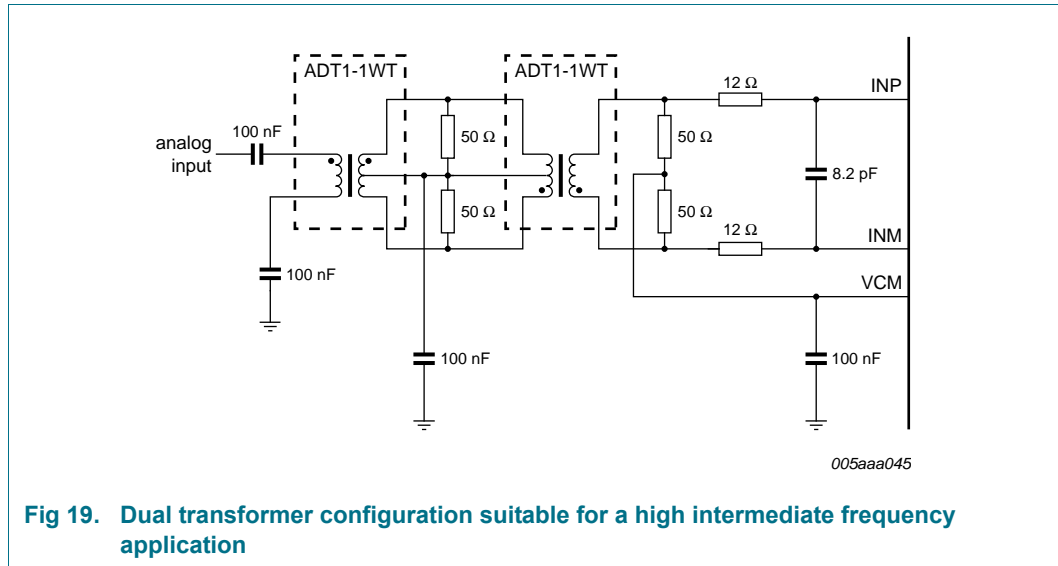 ADT1-1WT
ADT1-1WT
12 Ω
INP
100 nF
analog
input
50 Ω
50 Ω
8.2 pF
50 Ω
50 Ω
12 Ω
INM
100 nF
VCM
100 nF
100 nF
005aaa045
Fig 19. Dual transformer configuration suitable for a high intermediate frequency
application